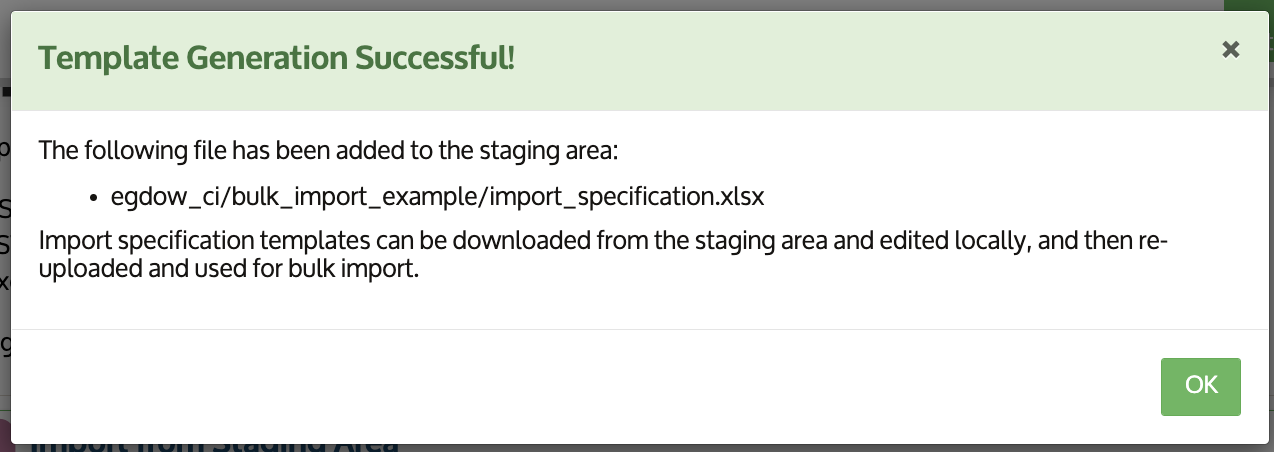 Template Generation Successful!
×
The following file has been added to the staging area:
• egdow_ci/bulk_import_example/import_specification.xlsx
Import specification templates can be downloaded from the staging area and edited locally, and then re-
uploaded and used for bulk import.
OK
Import from Staging Area